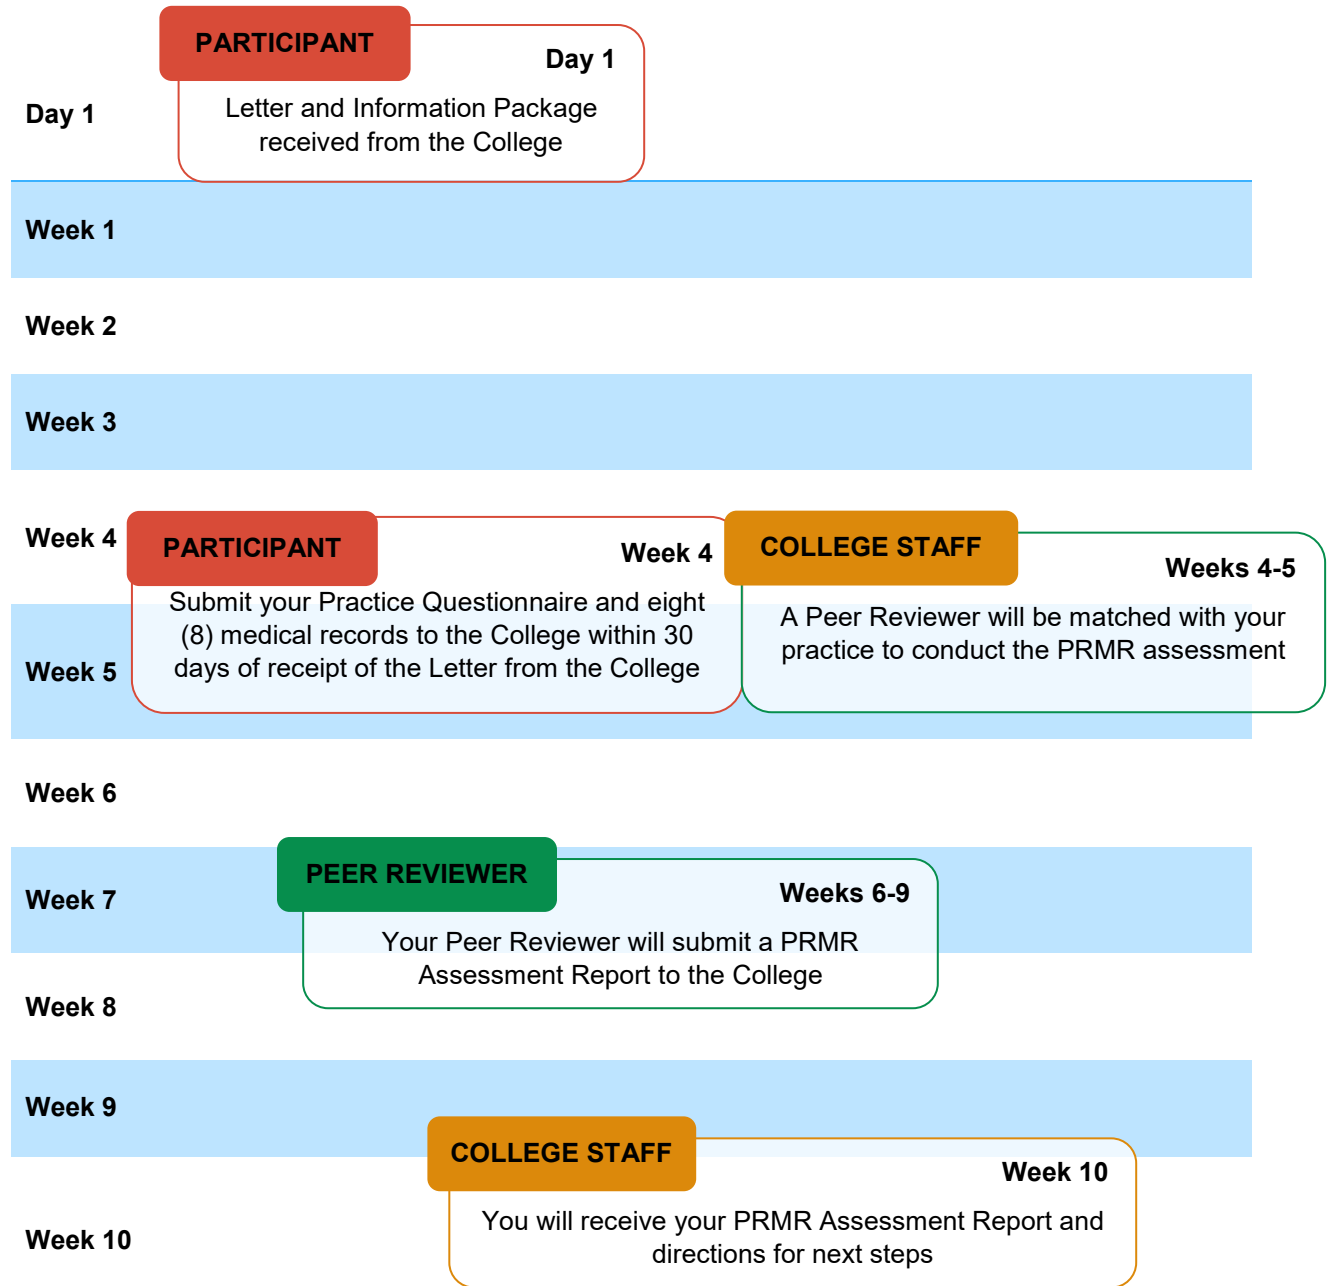 PARTICIPANT
Day 1
Day 1
Letter and Information Package
received from the College
Week 1
Week 2
Week 3
Week 4
PARTICIPANT
Week 4
Submit your Practice Questionnaire and eight
(8) medical records to the College within 30
days of receipt of the Letter from the College
COLLEGE STAFF
Weeks 4-5
A Peer Reviewer will be matched with your
practice to conduct the PRMR assessment
Week 5
Week 6
PEER REVIEWER
Weeks 6-9
Week 7
Your Peer Reviewer will submit a PRMR
Assessment Report to the College
Week 8
Week 9
COLLEGE STAFF
Week 10
You will receive your PRMR Assessment Report and
directions for next steps
Week 10